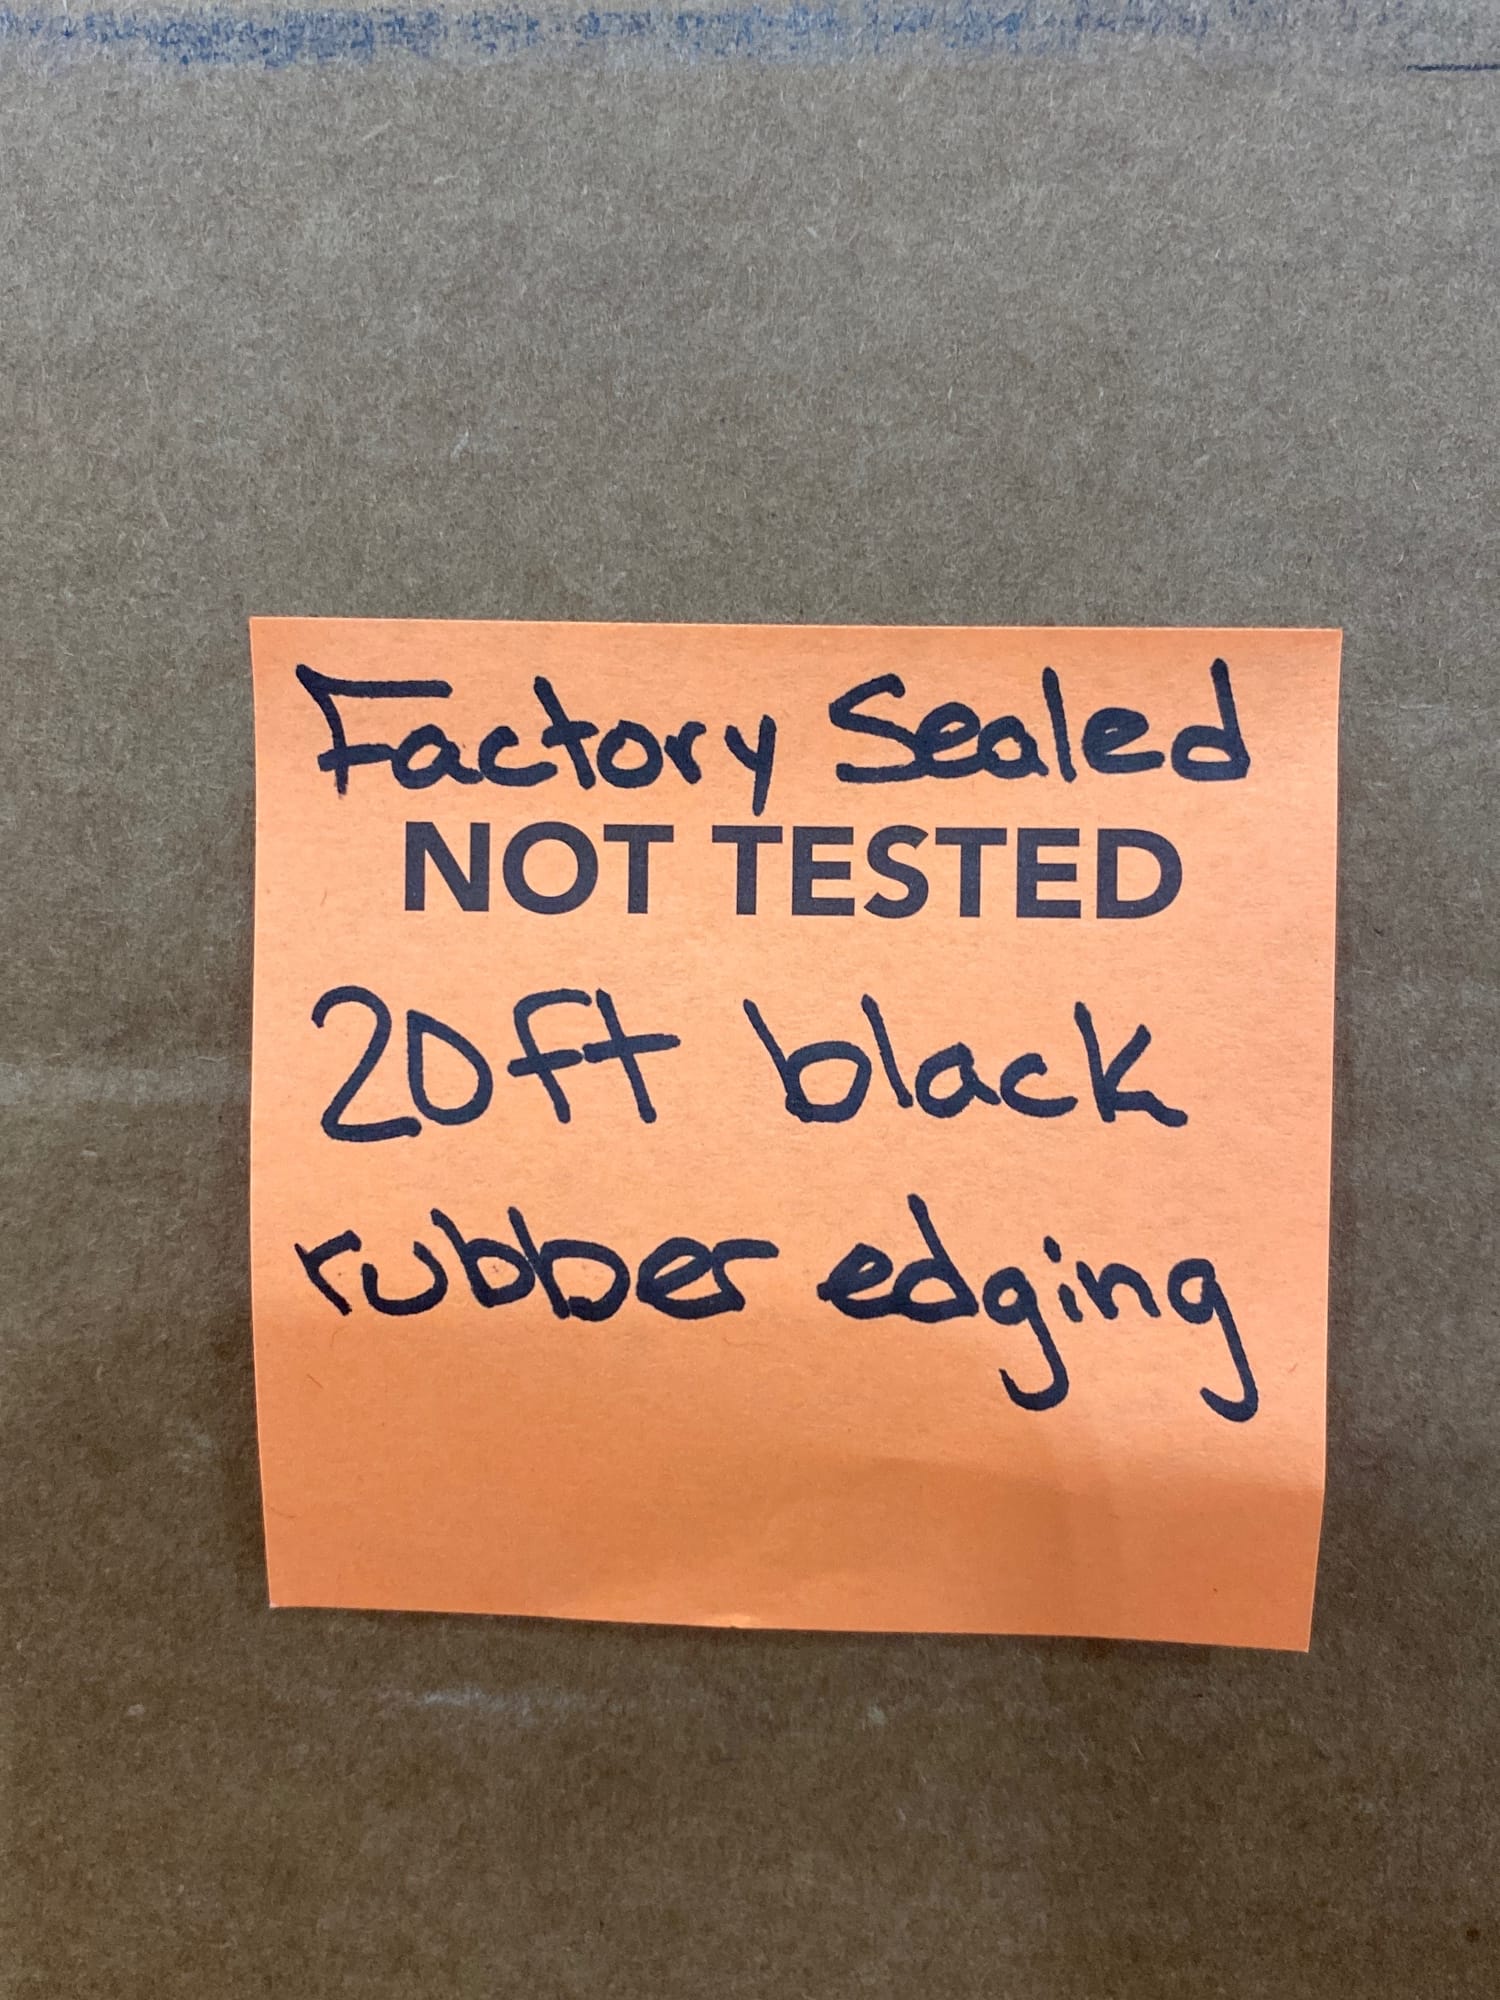 Factory Sealed
NOT TESTED
20ft black
rubber edging